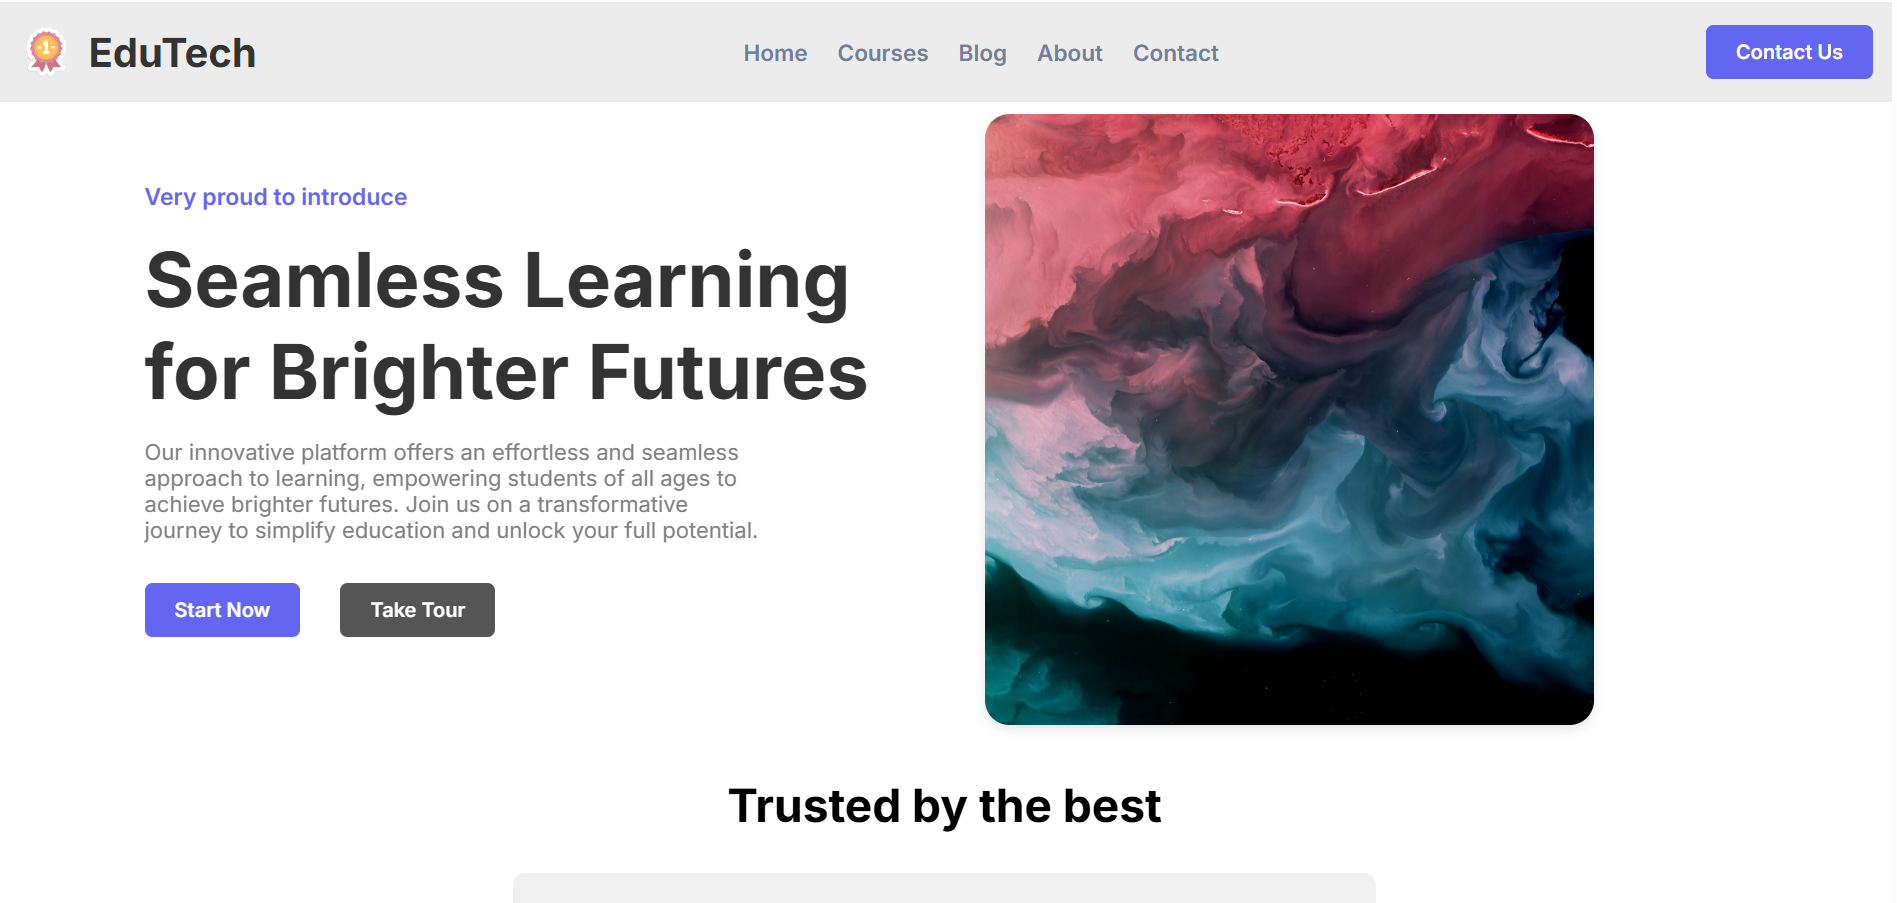 -1-
EduTech
Home Courses Blog About Contact
Contact Us
Very proud to introduce
Seamless Learning
for Brighter Futures
Our innovative platform offers an effortless and seamless
approach to learning, empowering students of all ages to
achieve brighter futures. Join us on a transformative
journey to simplify education and unlock your full potential.
Start Now
Take Tour
Trusted by the best